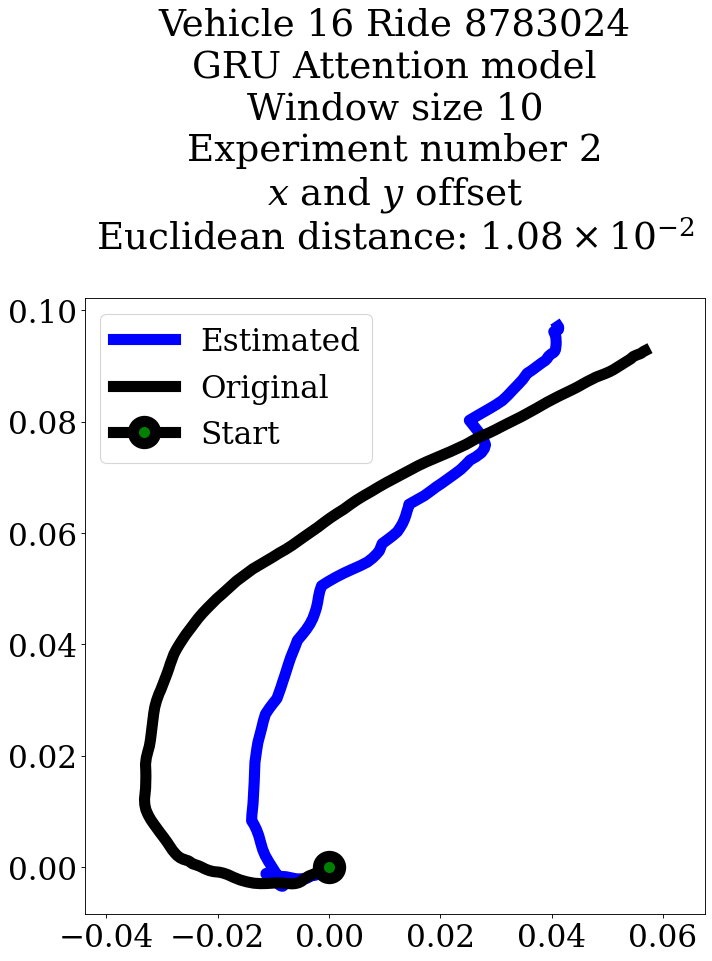 Vehicle 16 Ride 8783024
GRU Attention model
Window size 10
Experiment number 2
x and y offset
Euclidean distance: 1.08 × 10⁻²
Estimated
Original
Start
0.10
0.08
0.06
0.04
0.02
0.00
−0.04 −0.02 0.00 0.02 0.04 0.06